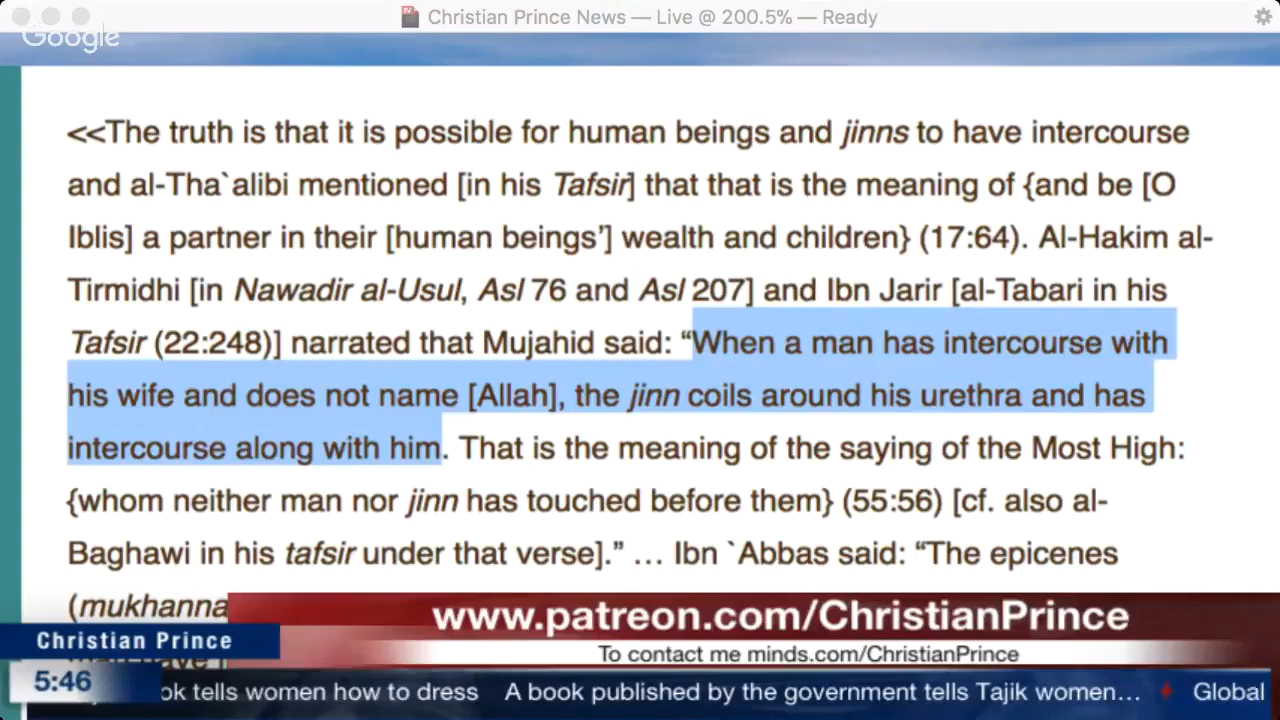 Christian Prince News — Live @ 200.5% — Ready
Google
<<The truth is that it is possible for human beings and jinns to have intercourse
and al-Tha`alibi mentioned [in his Tafsir] that that is the meaning of {and be [O
Iblis] a partner in their [human beings'] wealth and children} (17:64). Al-Hakim al-
Tirmidhi [in Nawadir al-Usul, Asl 76 and Asl 207] and Ibn Jarir [al-Tabari in his
Tafsir (22:248)] narrated that Mujahid said: “When a man has intercourse with
his wife and does not name [Allah], the jinn coils around his urethra and has
intercourse along with him. That is the meaning of the saying of the Most High:
{whom neither man nor jinn has touched before them} (55:56) [cf. also al-
Baghawi in his tafsir under that verse].” … Ibn `Abbas said: “The epicenes
(mukhanna
www.patreon.com/ChristianPrince
Christian Prince
To contact me minds.com/ChristianPrince
5:46
ok tells women how to dress A book published by the government tells Tajik women... Global